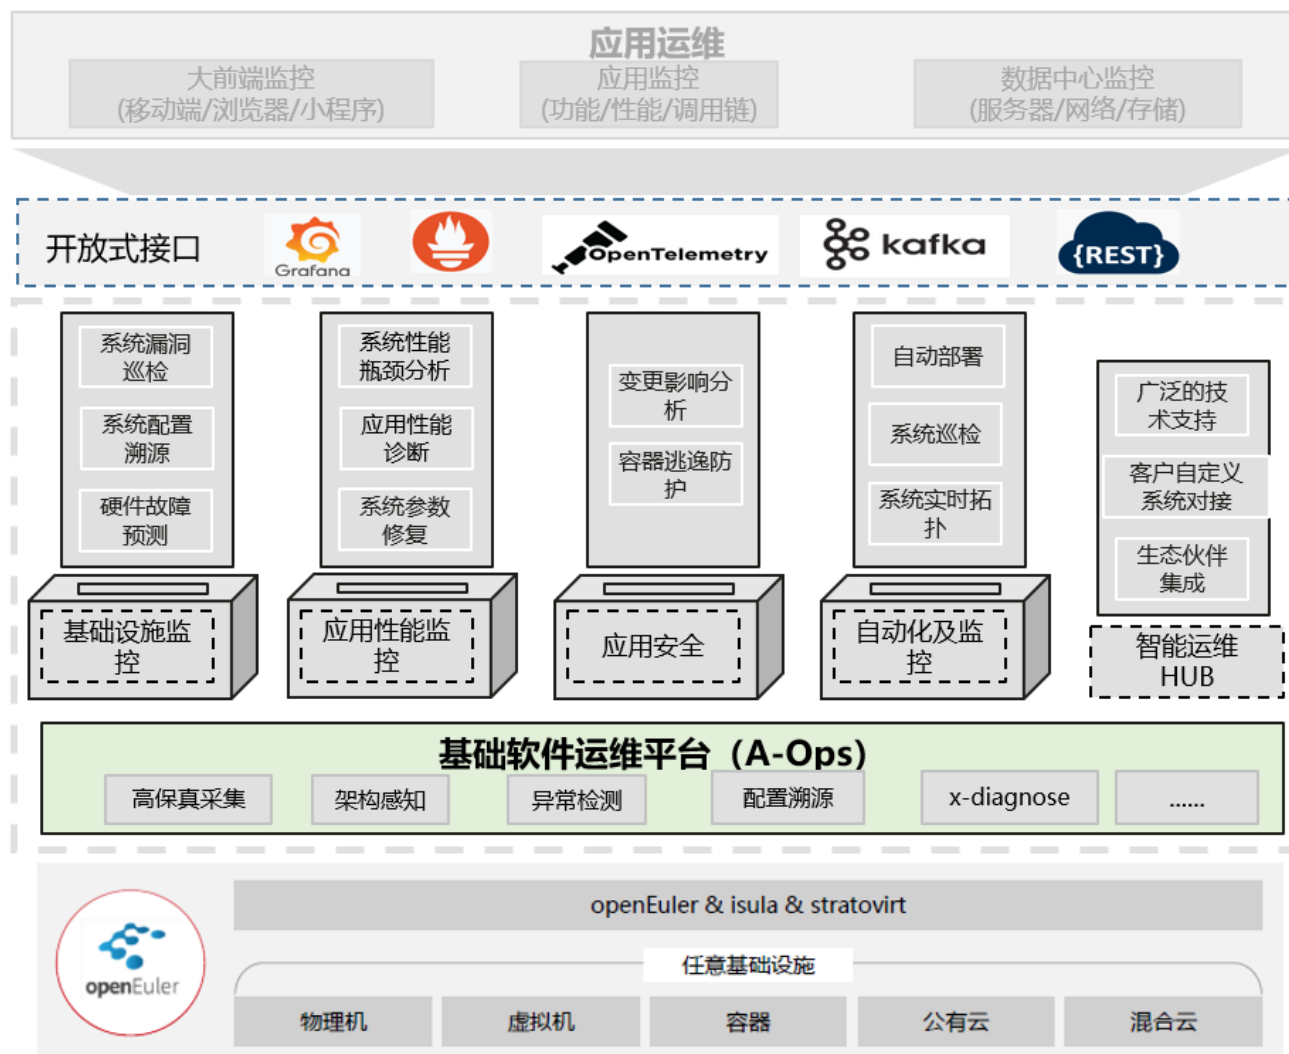 应用运维
大前端监控
(移动端/浏览器/小程序)
应用监控
(功能/性能/调用链)
数据中心监控
(服务器/网络/存储)
开放式接口
Grafana
OpenTelemetry
kafka
{REST}
系统漏洞
巡检
系统配置
溯源
硬件故障
预测
基础设施监
控
系统性能
瓶颈分析
应用性能
诊断
系统参数
修复
应用性能监
控
变更影响分
析
容器逃逸防
护
应用安全
自动部署
系统巡检
系统实时拓
扑
自动化及监
控
广泛的技
术支持
客户自定义
系统对接
生态伙伴
集成
智能运维
HUB
基础软件运维平台（A-Ops）
高保真采集
架构感知
异常检测
配置溯源
x-diagnose
......
openEuler
openEuler & isula & stratovirt
任意基础设施
物理机
虚拟机
容器
公有云
混合云